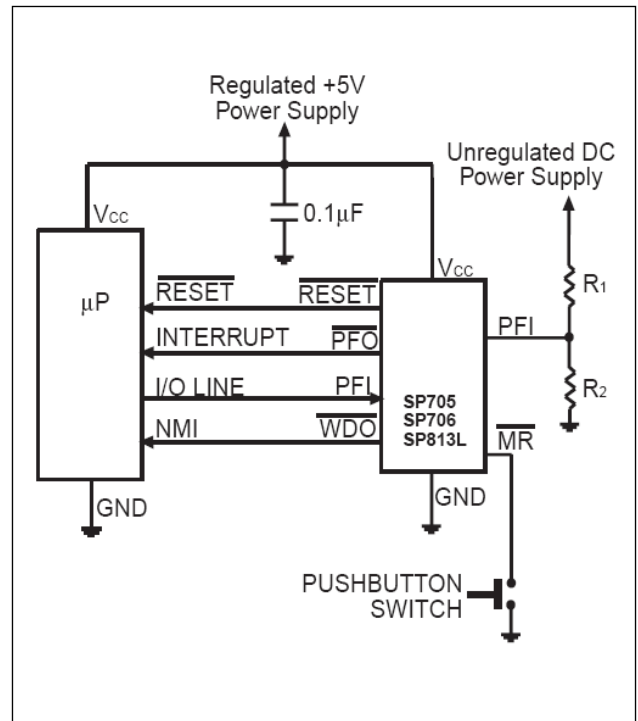 Regulated +5V
Power Supply
Unregulated DC
Power Supply
Vcc
0.1µF
Vcc
µP
RESET
RESET
R1
INTERRUPT
PFO
PFI
I/O LINE
PFI
SP705
SP706
SP813L
R2
NMI
WDO
MR
GND
GND
PUSHBUTTON
SWITCH